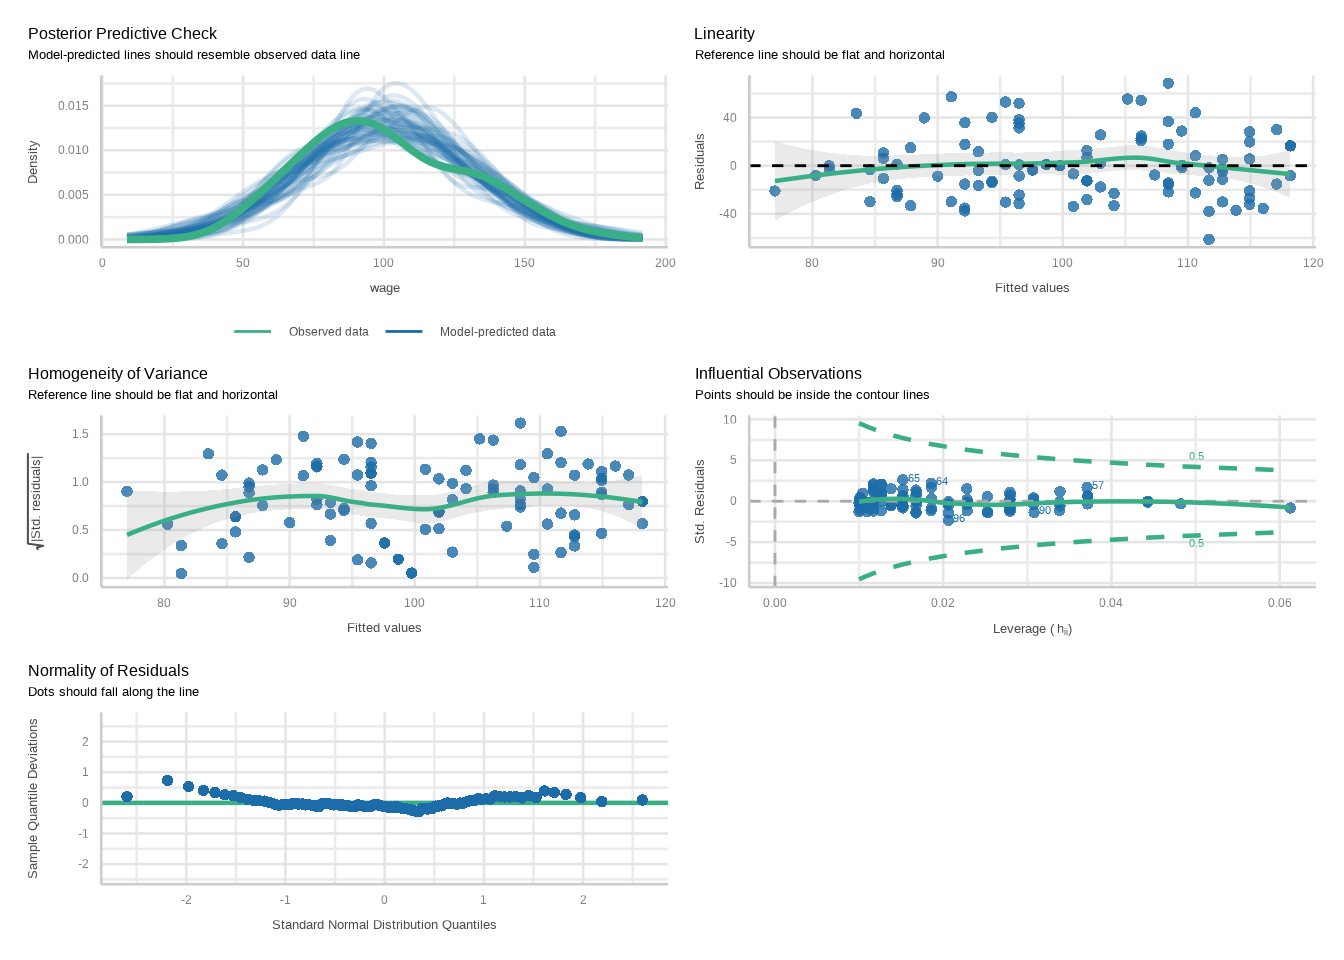 Posterior Predictive Check
Model-predicted lines should resemble observed data line
Density
0.015
0.010
0.005
0.000
0 50 100 150 200
wage
Observed data Model-predicted data
Linearity
Reference line should be flat and horizontal
Residuals
40
0
-40
80 90 100 110 120
Fitted values
Homogeneity of Variance
Reference line should be flat and horizontal
√|Std. residuals|
1.5
1.0
0.5
0.0
80 90 100 110 120
Fitted values
Influential Observations
Points should be inside the contour lines
Std. Residuals
10
5
0
-5
-10
0.5
65 64 57
96 90
0.5
0.00 0.02 0.04 0.06
Leverage ( hii)
Normality of Residuals
Dots should fall along the line
Sample Quantile Deviations
2
1
0
-1
-2
-2 -1 0 1 2
Standard Normal Distribution Quantiles